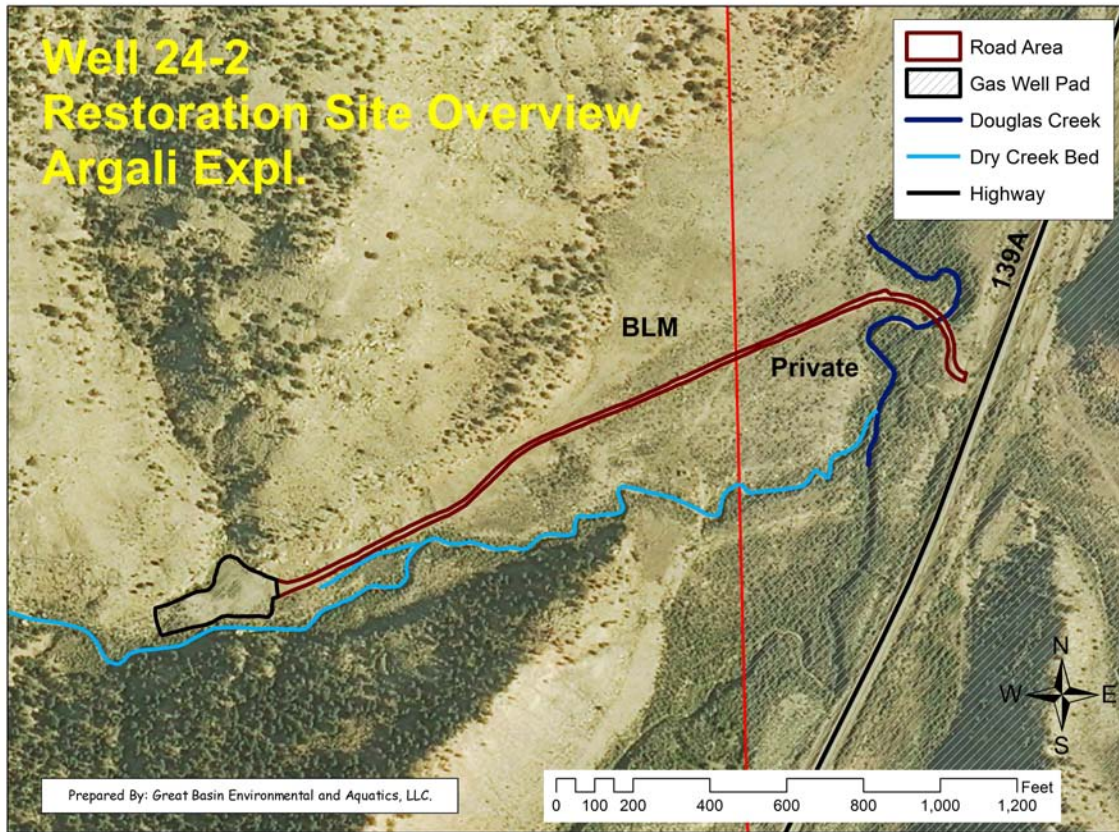 Well 24-2
Restoration Site Overview
Argali Expl.
Road Area
Gas Well Pad
Douglas Creek
Dry Creek Bed
Highway
139A
BLM
Private
N
W E
S
Prepared By: Great Basin Environmental and Aquatics, LLC.
Feet
0 100 200 400 600 800 1,000 1,200